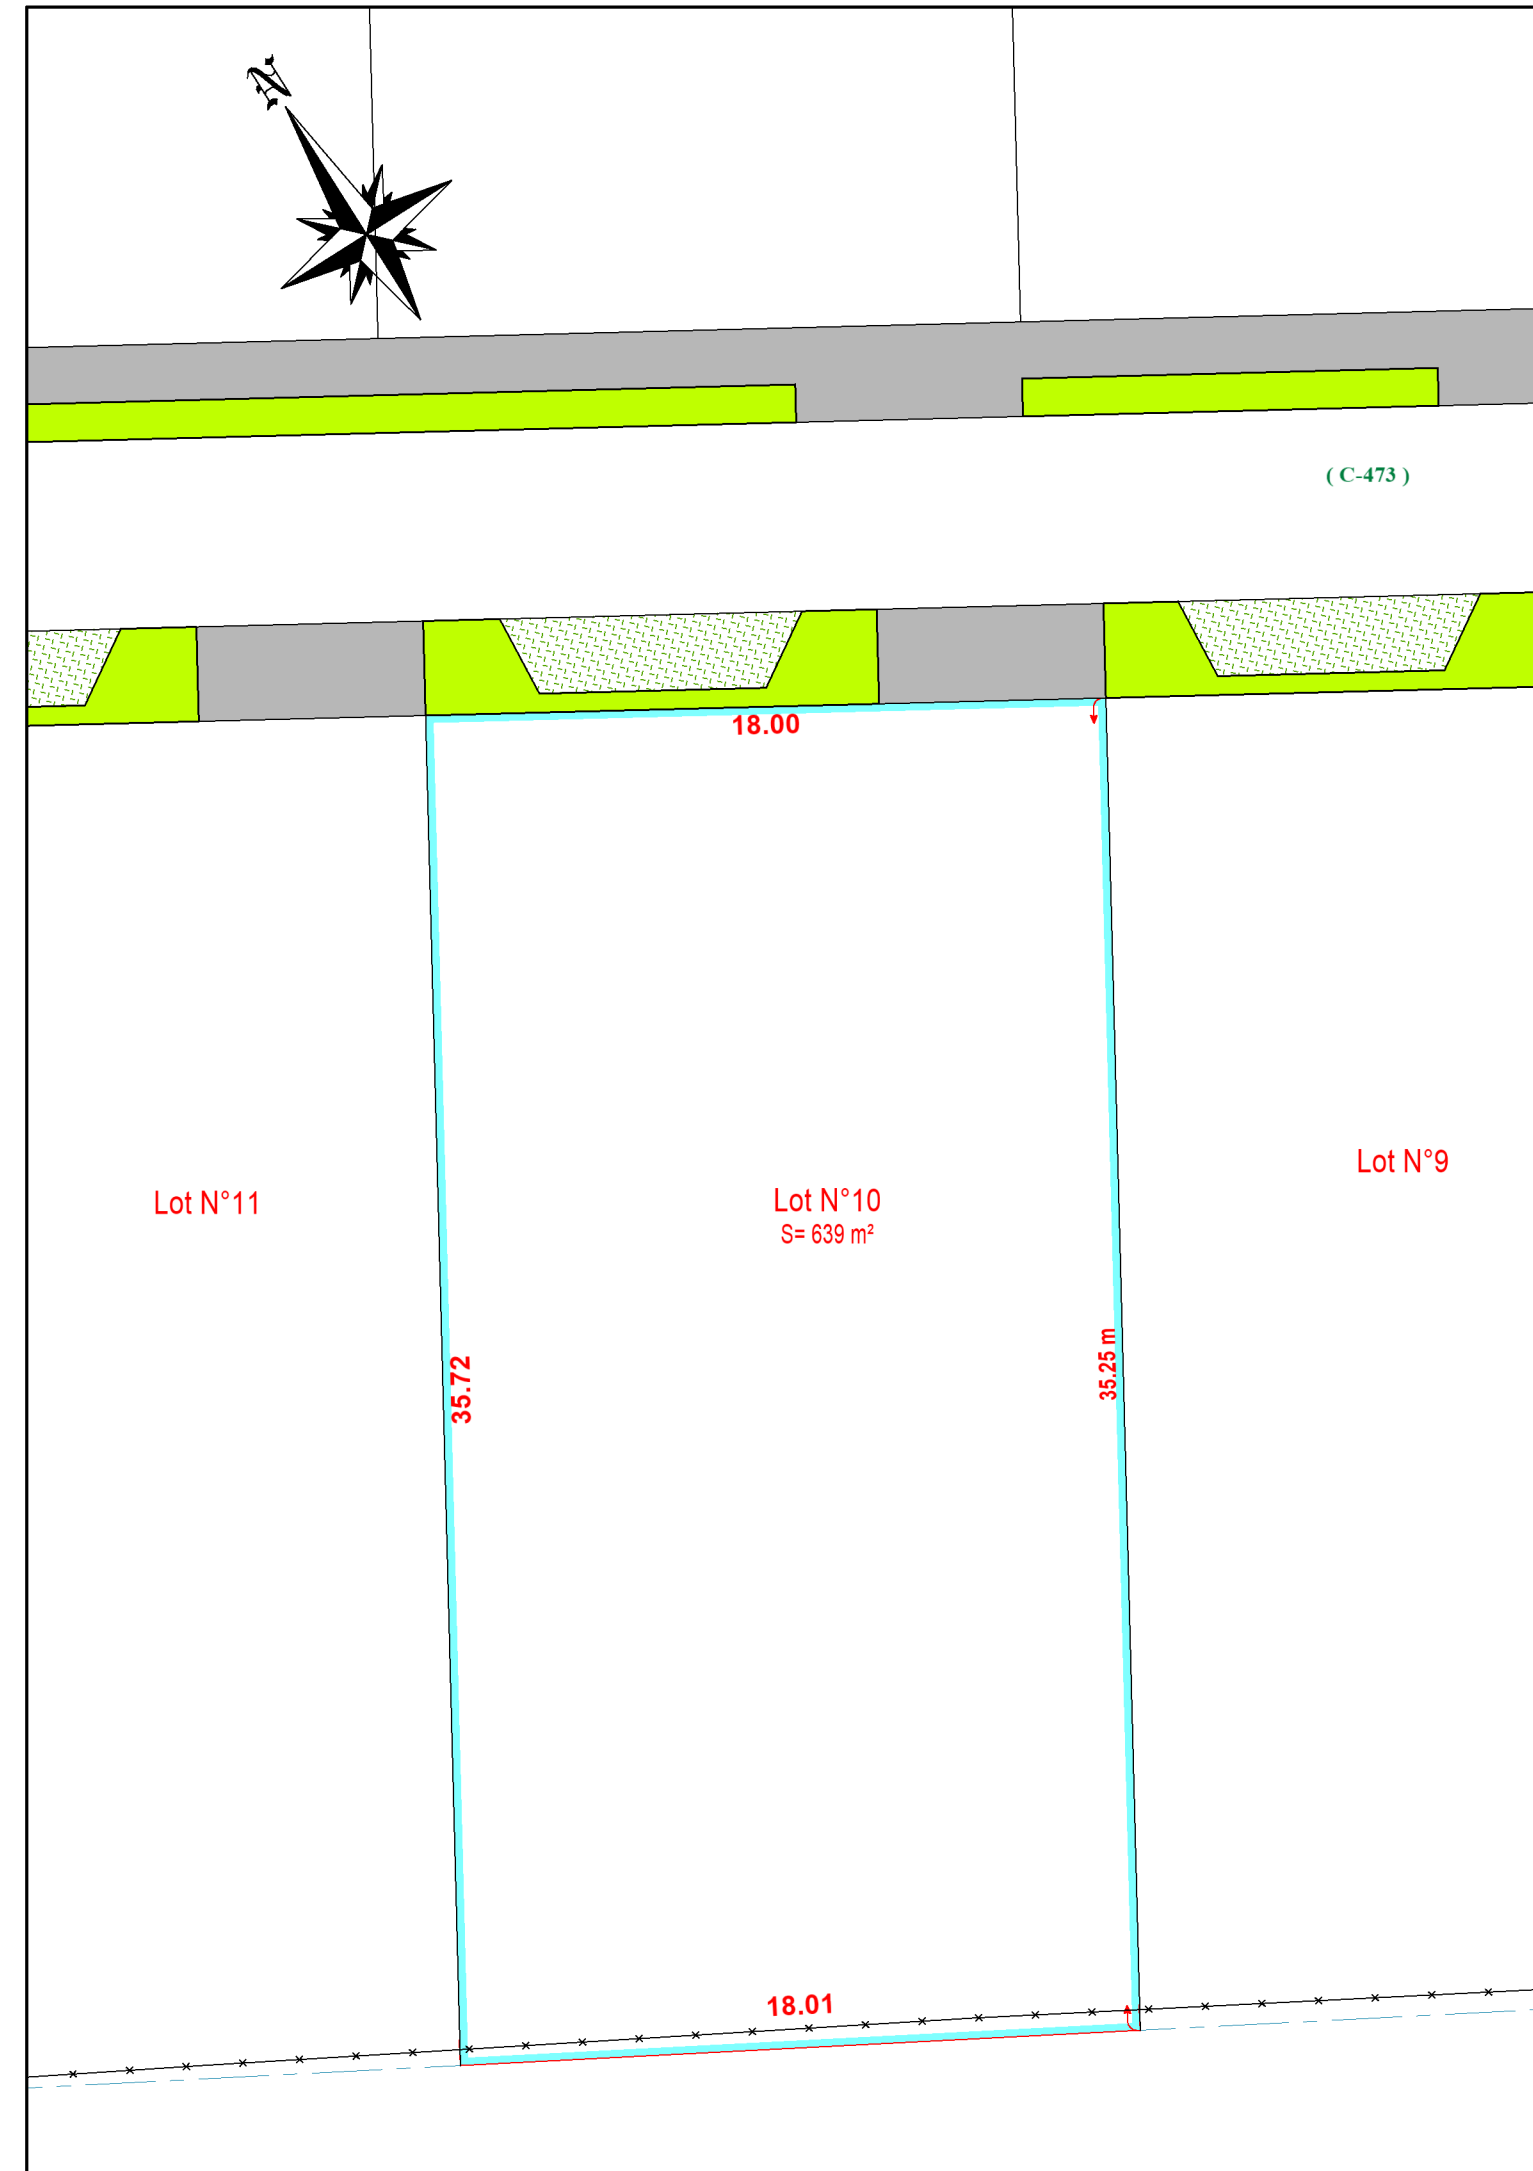 N
( C-473 )
18.00
Lot N°11
Lot N°10
S= 639 m²
Lot N°9
35.72
35.25 m
18.01